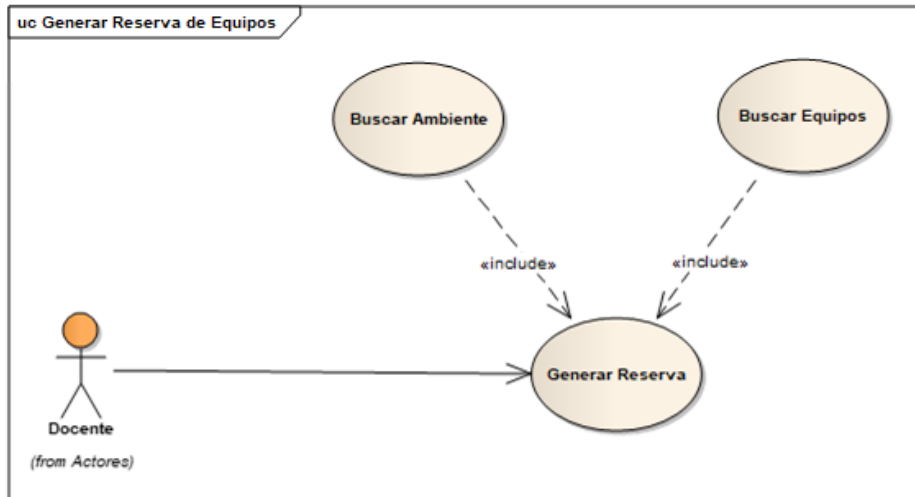 uc Generar Reserva de Equipos
Buscar Ambiente
Buscar Equipos
«include»
«include»
Generar Reserva
Docente
(from Actores)